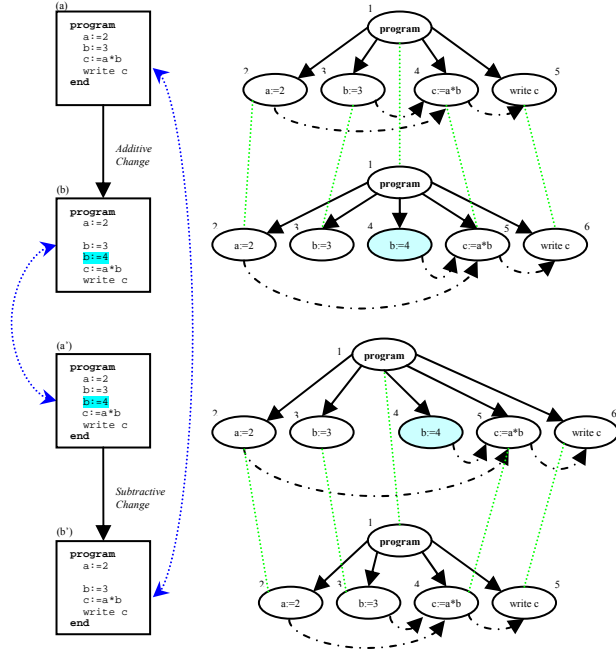 (a)
program
a:=2
b:=3
c:=a*b
write c
end
1
program
2
a:=2
3
b:=3
4
c:=a*b
5
write c
Additive
Change
(b)
program
a:=2
b:=3
b:=4
c:=a*b
write c
1
program
2
a:=2
3
b:=3
4
b:=4
5
c:=a*b
6
write c
(a')
program
a:=2
b:=3
b:=4
c:=a*b
write c
end
1
program
2
a:=2
3
b:=3
4
b:=4
5
c:=a*b
6
write c
Subtractive
Change
(b')
program
a:=2
b:=3
c:=a*b
write c
end
1
program
2
a:=2
3
b:=3
4
c:=a*b
5
write c